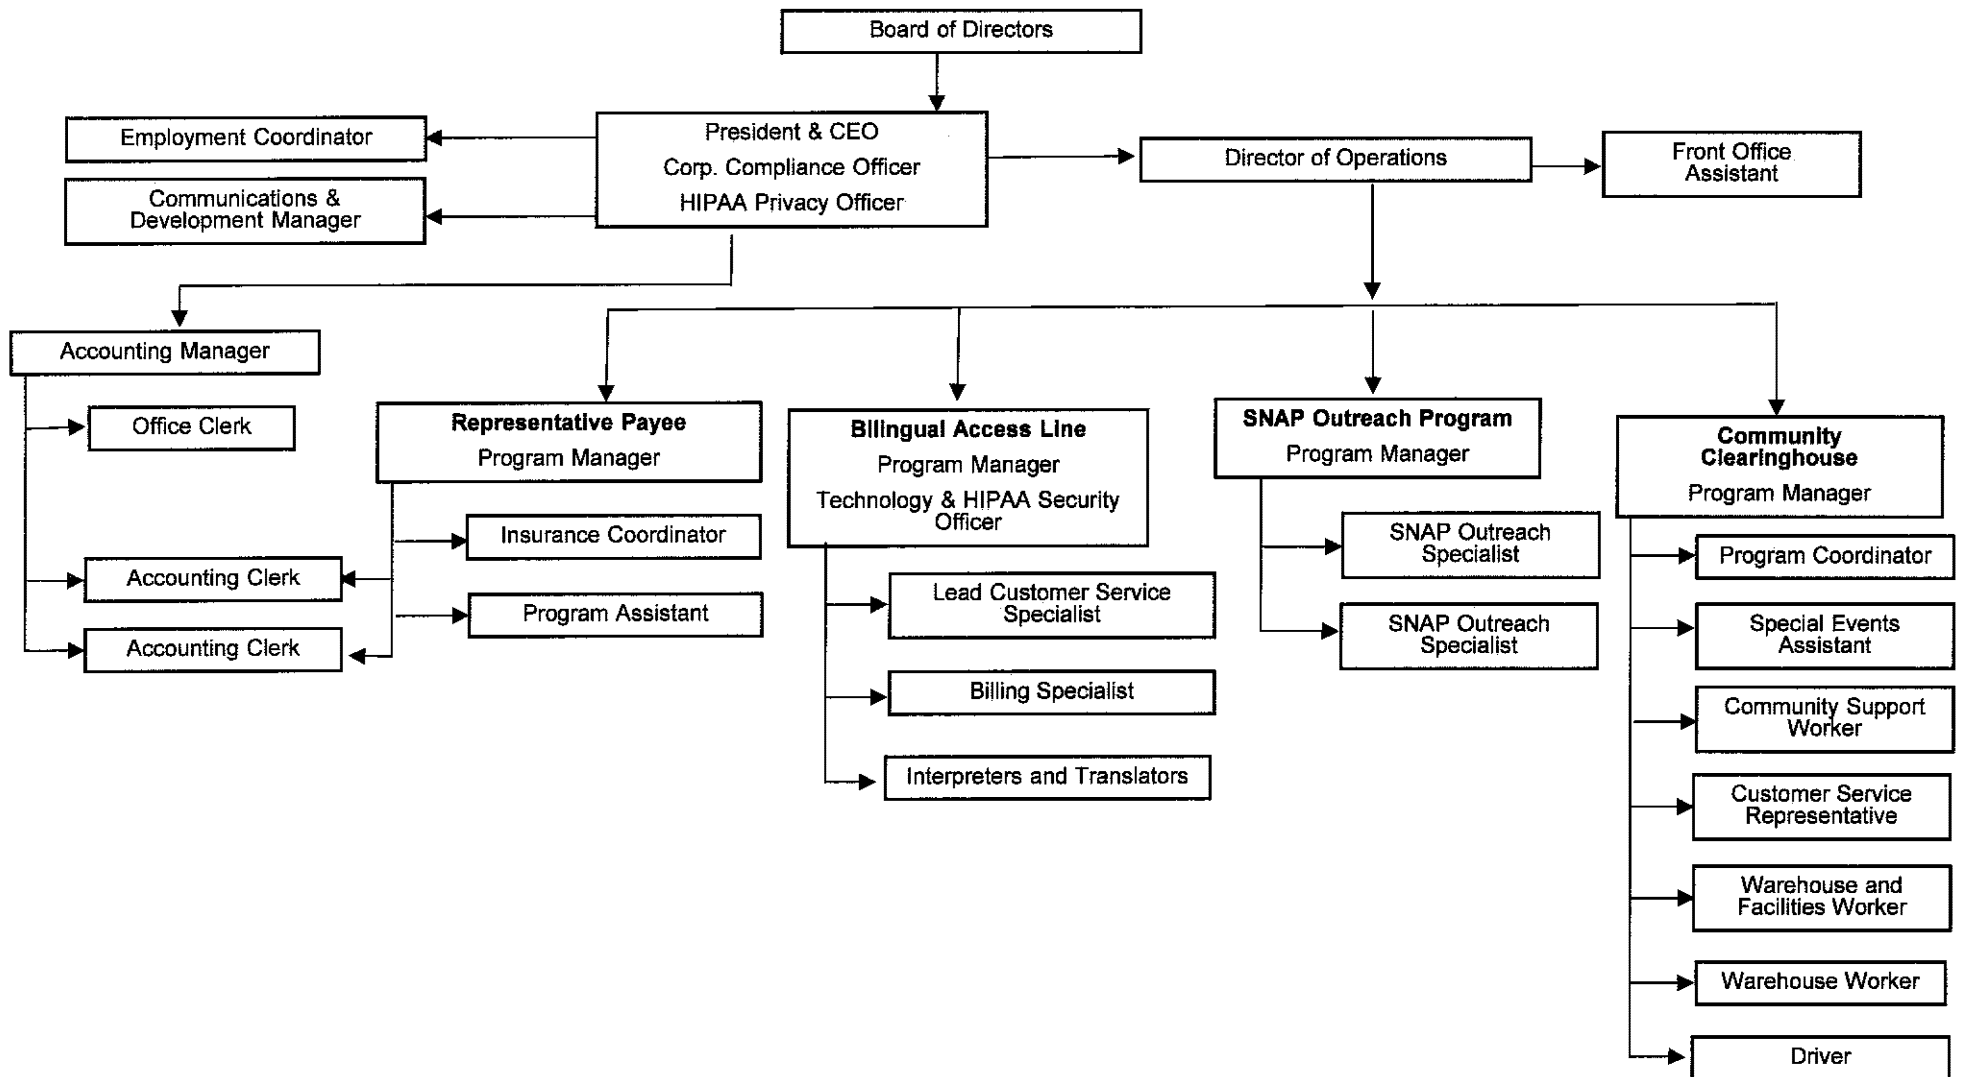 Board of Directors
Employment Coordinator
President & CEO
Corp. Compliance Officer
HIPAA Privacy Officer
Communications &
Development Manager
Director of Operations
Front Office
Assistant
Accounting Manager
Office Clerk
Accounting Clerk
Accounting Clerk
Representative Payee
Program Manager
Insurance Coordinator
Program Assistant
Bilingual Access Line
Program Manager
Technology & HIPAA Security
Officer
Lead Customer Service
Specialist
Billing Specialist
Interpreters and Translators
SNAP Outreach Program
Program Manager
SNAP Outreach
Specialist
SNAP Outreach
Specialist
Community
Clearinghouse
Program Manager
Program Coordinator
Special Events
Assistant
Community Support
Worker
Customer Service
Representative
Warehouse and
Facilities Worker
Warehouse Worker
Driver